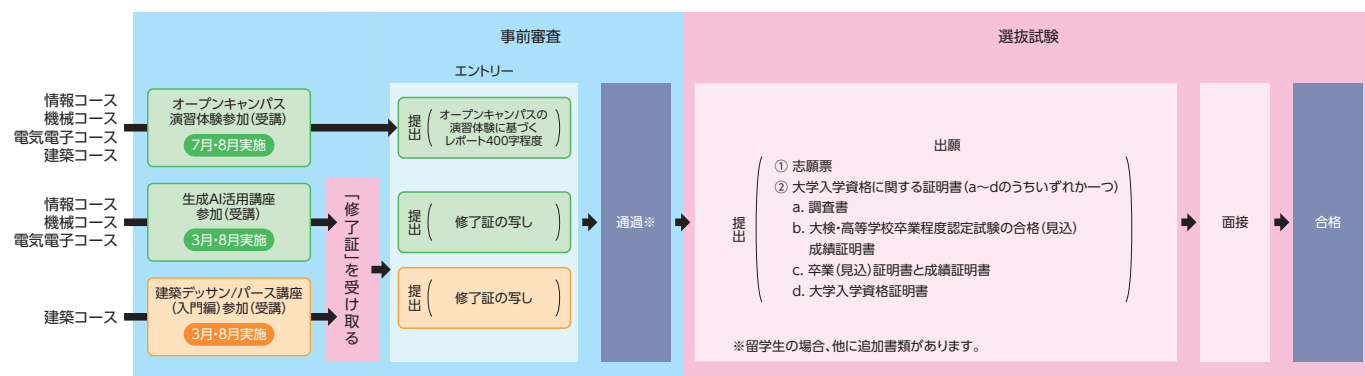 事前審査
選抜試験
エントリー
情報コース
機械コース
電気電子コース
建築コース
オープンキャンパス
演習体験参加(受講)
7月・8月実施
提出
オープンキャンパスの
演習体験に基づく
レポート400字程度
情報コース
機械コース
電気電子コース
生成AI活用講座
参加(受講)
3月・8月実施
「修了証」を受け取る
提出
修了証の写し
建築コース
建築デッサン/パース講座
(入門編)参加(受講)
3月・8月実施
提出
修了証の写し
通過※
出願
提出
① 志願票
② 大学入学資格に関する証明書(a～dのうちいずれか一つ)
a. 調査書
b. 大検・高等学校卒業程度認定試験の合格(見込)
成績証明書
c. 卒業(見込)証明書と成績証明書
d. 大学入学資格証明書
※留学生の場合、他に追加書類があります。
面接
合格